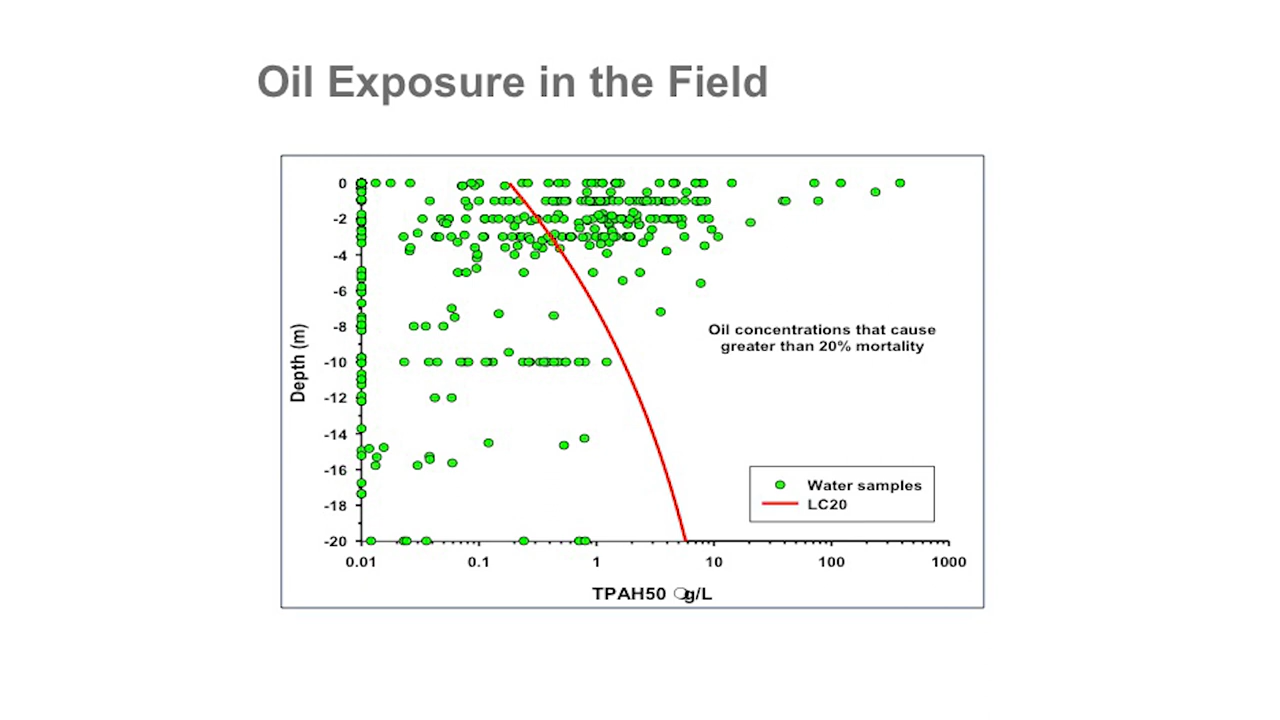 Oil Exposure in the Field
0
-2
-4
-6
-8
-10
-12
-14
-16
-18
-20
Depth (m)
Oil concentrations that cause
greater than 20% mortality
Water samples
LC20
0.01 0.1 1 10 100 1000
TPAH50 g/L